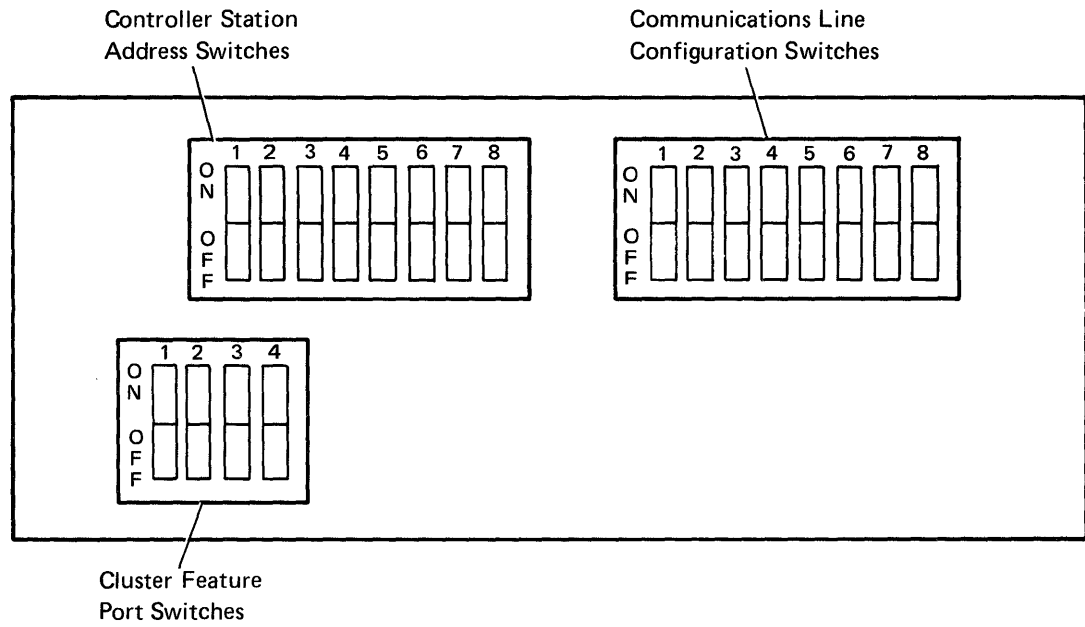 Controller Station
Address Switches
Communications Line
Configuration Switches
1 2 3 4 5 6 7 8
ON
OFF
1 2 3 4 5 6 7 8
ON
OFF
1 2 3 4
ON
OFF
Cluster Feature
Port Switches